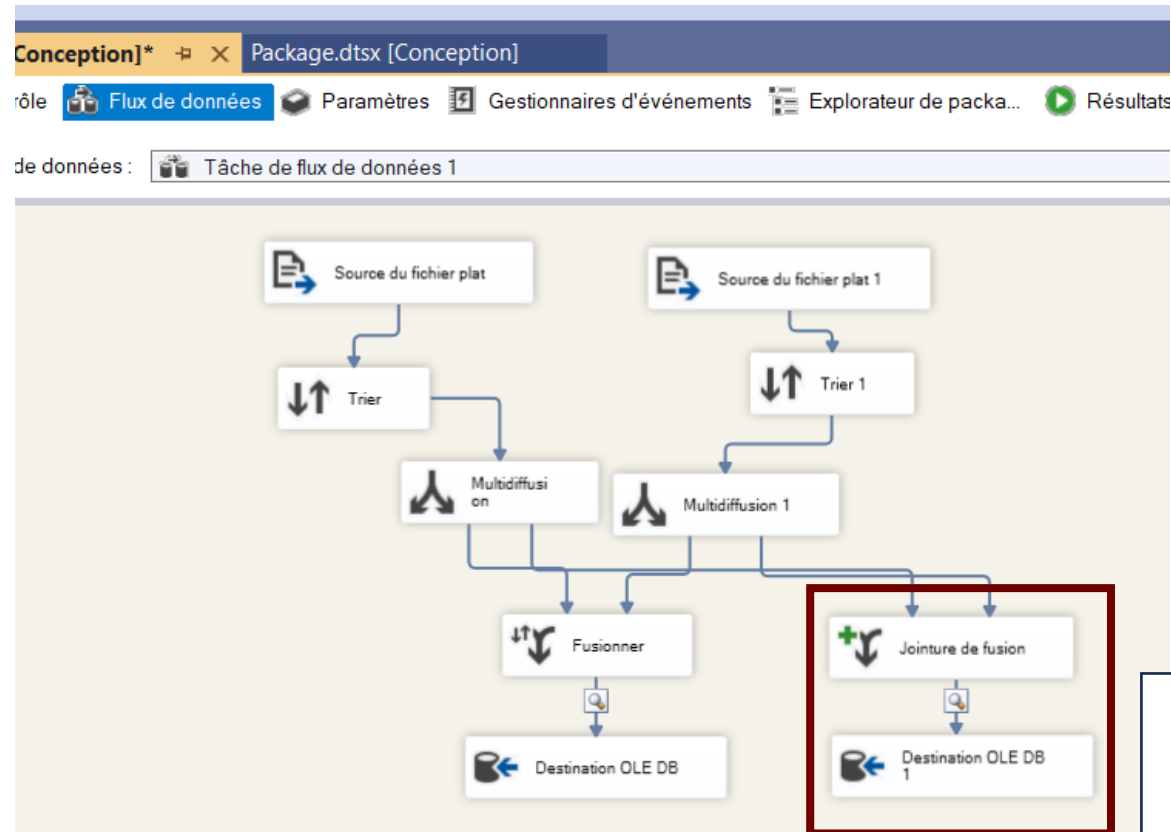 Conception]* Package.dtsx [Conception]
rôle Flux de données Paramètres Gestionnaires d'événements Explorateur de packa... Résultats
de données : Tâche de flux de données 1
Source du fichier plat
Source du fichier plat 1
Trier
Trier 1
Multidiffusi
on
Multidiffusion 1
Fusionner
Jointure de fusion
Destination OLE DB
Destination OLE DB
1